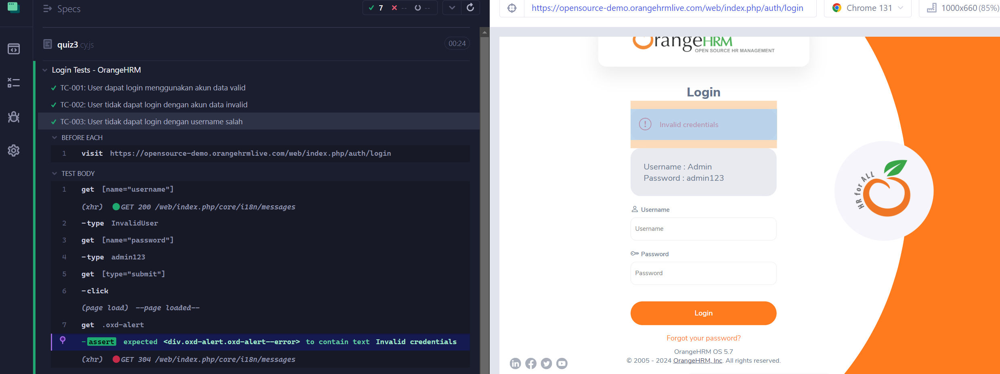 Specs
7 -- --
quiz3.cy.js 00:24
Login Tests - OrangeHRM
TC-001: User dapat login menggunakan akun data valid
TC-002: User tidak dapat login dengan akun data invalid
TC-003: User tidak dapat login dengan username salah
BEFORE EACH
1 visit https://opensource-demo.orangehrmlive.com/web/index.php/auth/login
TEST BODY
1 get [name="username"]
(xhr) GET 200 /web/index.php/core/i18n/messages
2 -type InvalidUser
3 get [name="password"]
4 -type admin123
5 get [type="submit"]
6 -click
(page load) --page loaded--
7 get .oxd-alert
-assert expected <div.oxd-alert.oxd-alert--error> to contain text Invalid credentials
(xhr) GET 304 /web/index.php/core/i18n/messages
https://opensource-demo.orangehrmlive.com/web/index.php/auth/login
Chrome 131
1000x660 (85%)
OrangeHRM
OPEN SOURCE HR MANAGEMENT
Login
Invalid credentials
Username : Admin
Password : admin123
Username
Username
Password
Password
Login
Forgot your password?
OrangeHRM OS 5.7
© 2005 - 2024 OrangeHRM, Inc. All rights reserved.
HR for ALL